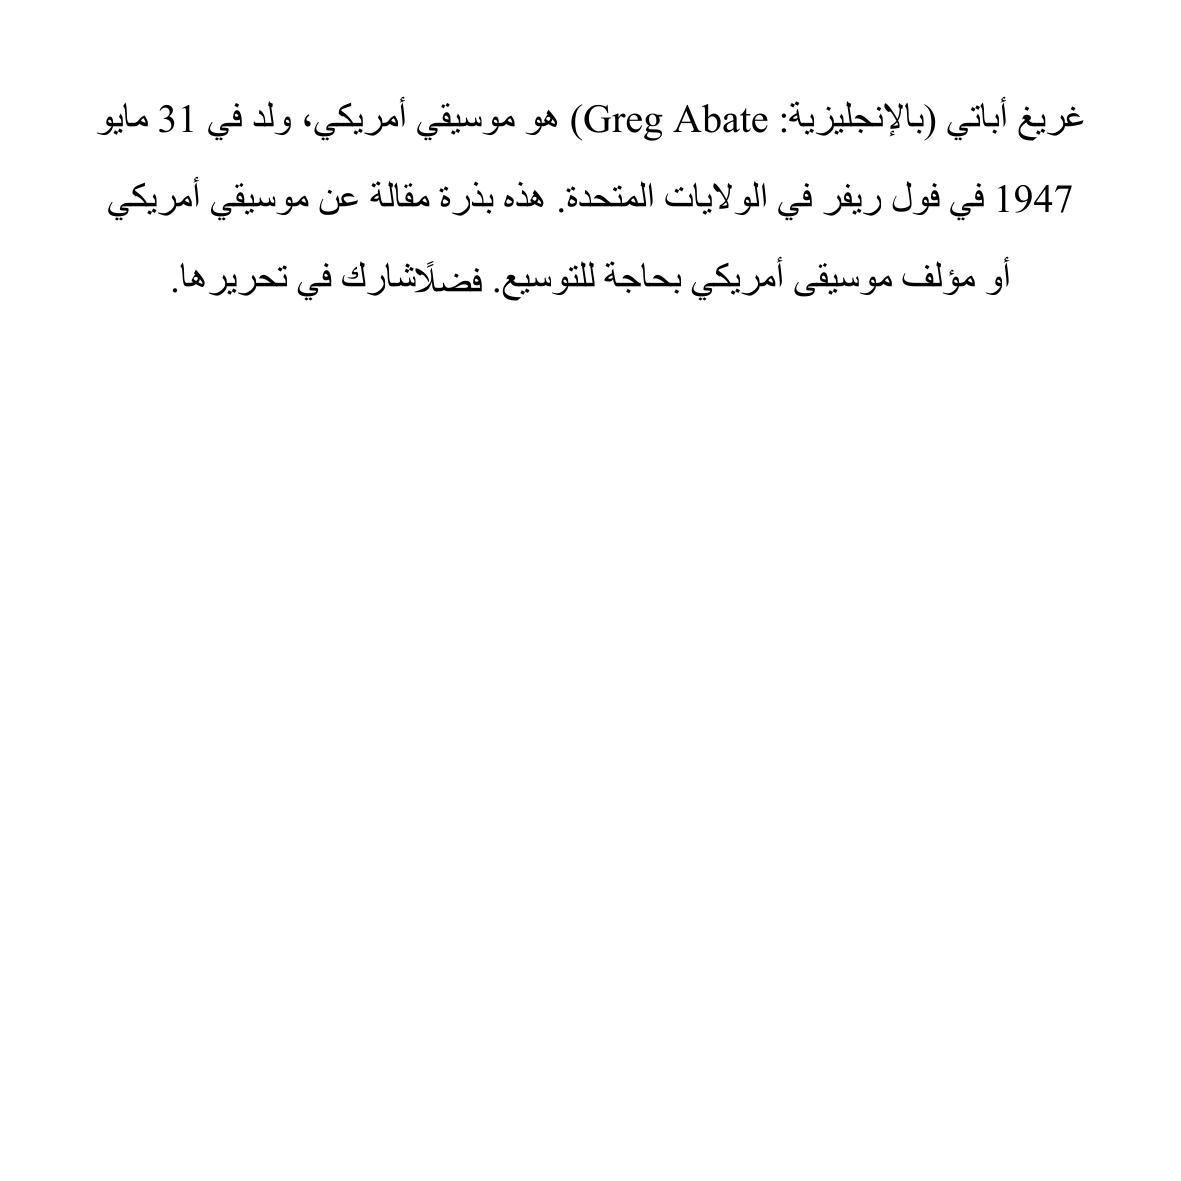 غريغ أباتي (بالإنجليزية: Greg Abate) هو موسيقي أمريكي، ولد في 31 مايو
1947 في فول ريفر في الولايات المتحدة. هذه بذرة مقالة عن موسيقي أمريكي
أو مؤلف موسيقى أمريكي بحاجة للتوسيع. فضلًاشارك في تحريرها.